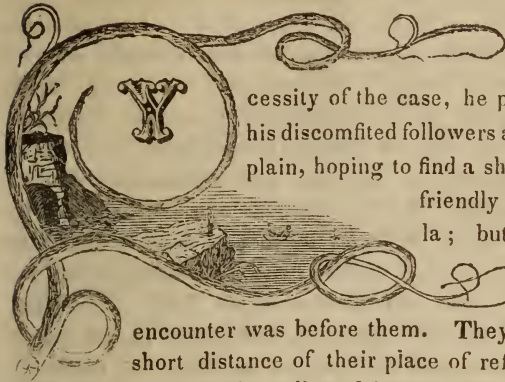 Y
cessity of the case, he p
his discomfited followers a
plain, hoping to find a sh
friendly
la; but
encounter was before them. They
short distance of their place of ref